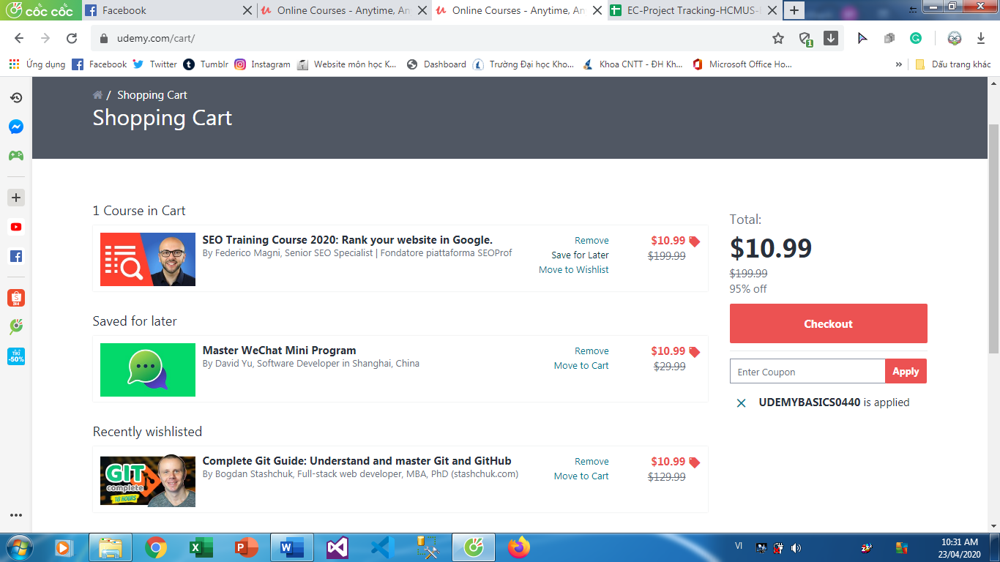 cốc cốc
Facebook
Online Courses - Anytime, An
Online Courses - Anytime, An
EC-Project Tracking-HCMUS-
udemy.com/cart/
1
Ứng dụng
Facebook
Twitter
Tumblr
Instagram
Website môn học K...
Dashboard
Trường Đại học Kho...
Khoa CNTT - ĐH Kh...
Microsoft Office Ho...
»
Dấu trang khác
/ Shopping Cart
Shopping Cart
1 Course in Cart
SEO Training Course 2020: Rank your website in Google.
By Federico Magni, Senior SEO Specialist | Fondatore piattaforma SEOProf
Remove
Save for Later
Move to Wishlist
$10.99
$199.99
Saved for later
Master WeChat Mini Program
By David Yu, Software Developer in Shanghai, China
Remove
Move to Cart
$10.99
$29.99
Recently wishlisted
GIT
complete
18 HOURS
Complete Git Guide: Understand and master Git and GitHub
By Bogdan Stashchuk, Full-stack web developer, MBA, PhD (stashchuk.com)
Remove
Move to Cart
$10.99
$129.99
Total:
$10.99
$199.99
95% off
Checkout
Enter Coupon
Apply
UDEMYBASICS0440 is applied
TIKI
-50%
VI
10:31 AM
23/04/2020